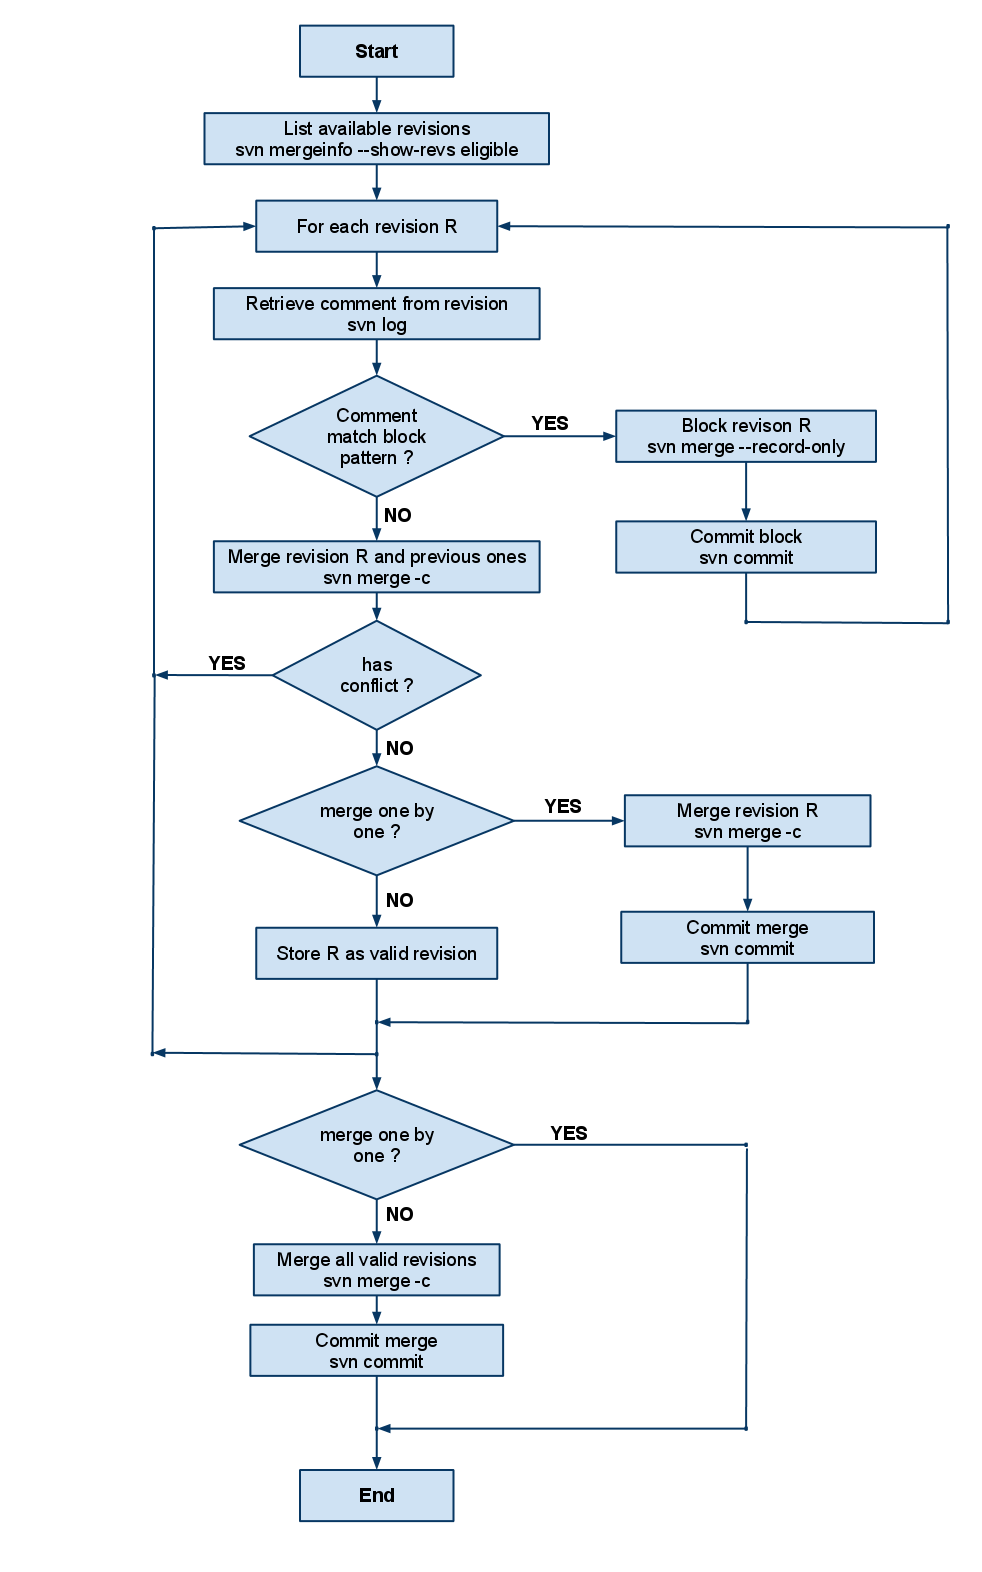 Start
List available revisions
svn mergeinfo --show-revs eligible
For each revision R
Retrieve comment from revision
svn log
Comment
match block
pattern ?
YES
Block revison R
svn merge --record-only
NO
Commit block
svn commit
Merge revision R and previous ones
svn merge -c
YES
has
conflict ?
NO
merge one by
one ?
YES
Merge revision R
svn merge -c
NO
Commit merge
svn commit
Store R as valid revision
merge one by
one ?
YES
NO
Merge all valid revisions
svn merge -c
Commit merge
svn commit
End